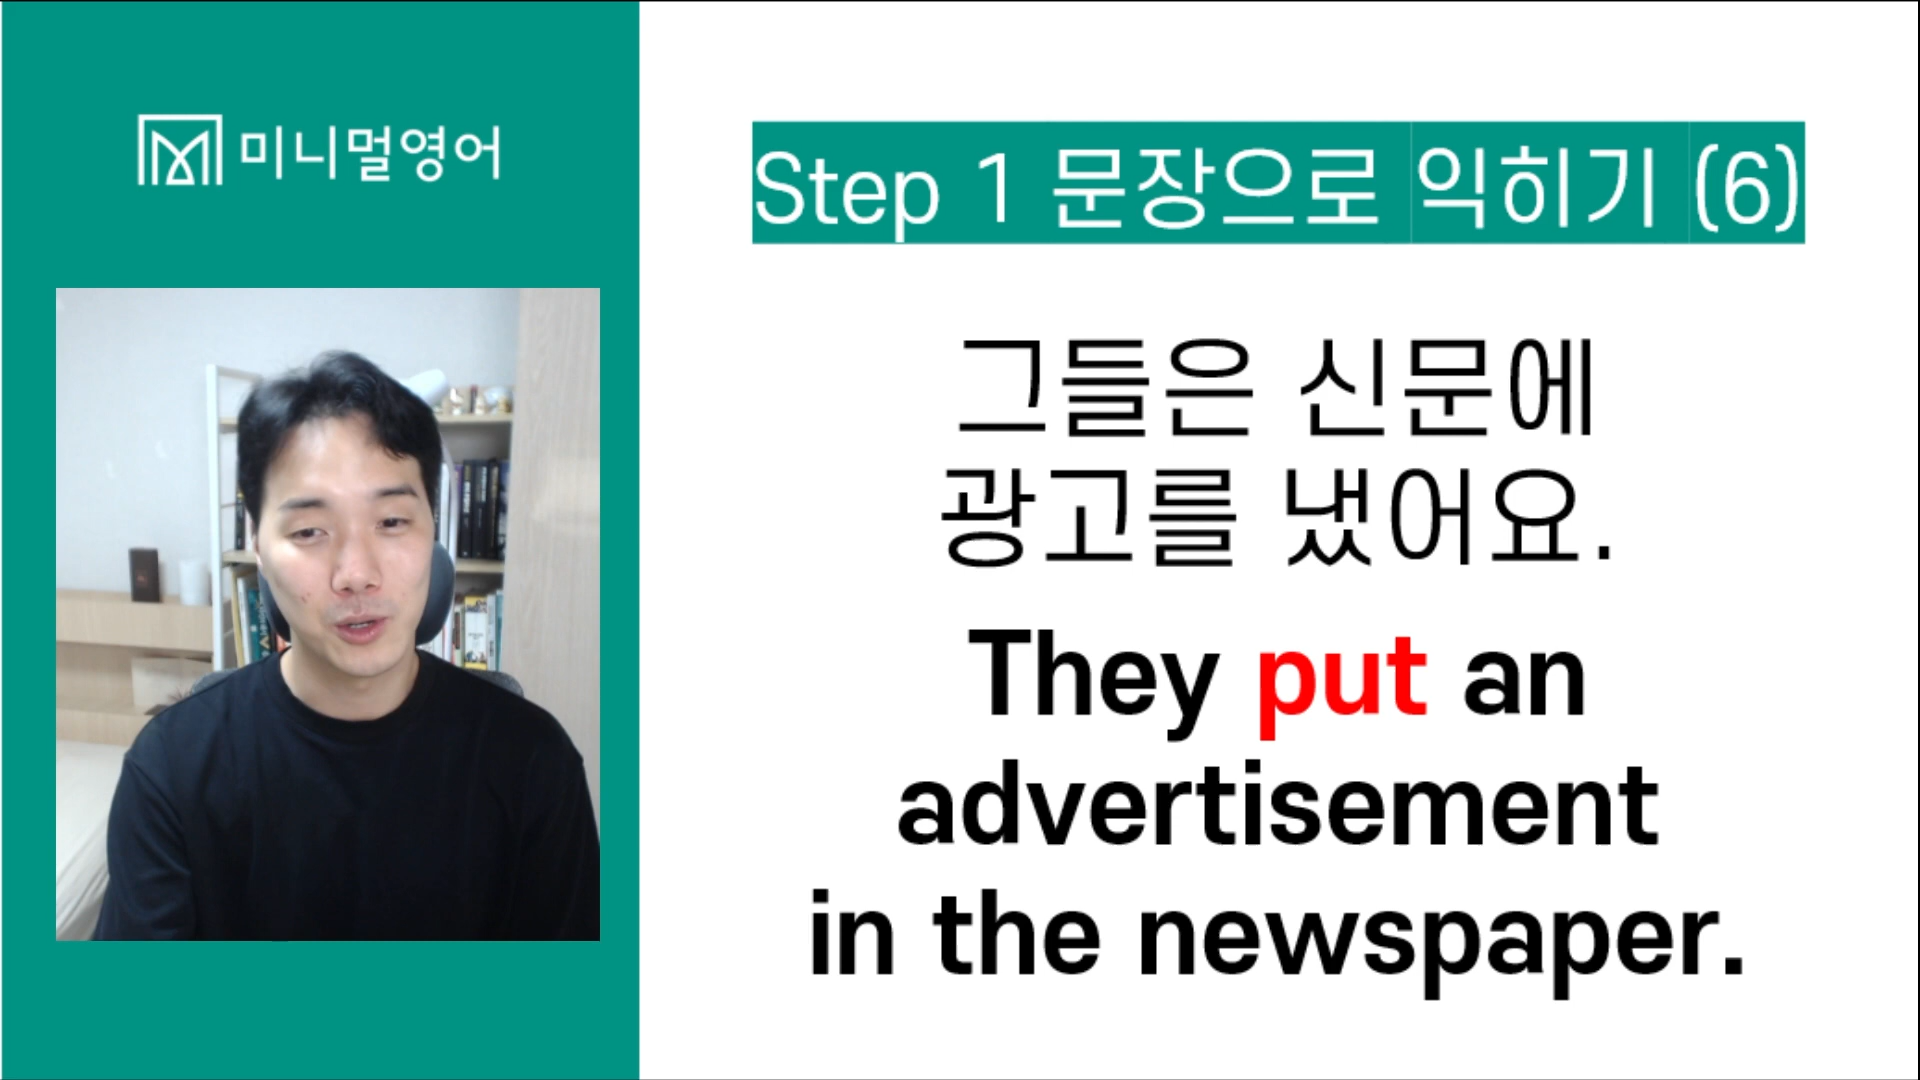 미니멀영어
Step 1 문장으로 익히기 (6)
그들은 신문에
광고를 냈어요.
They put an
advertisement
in the newspaper.